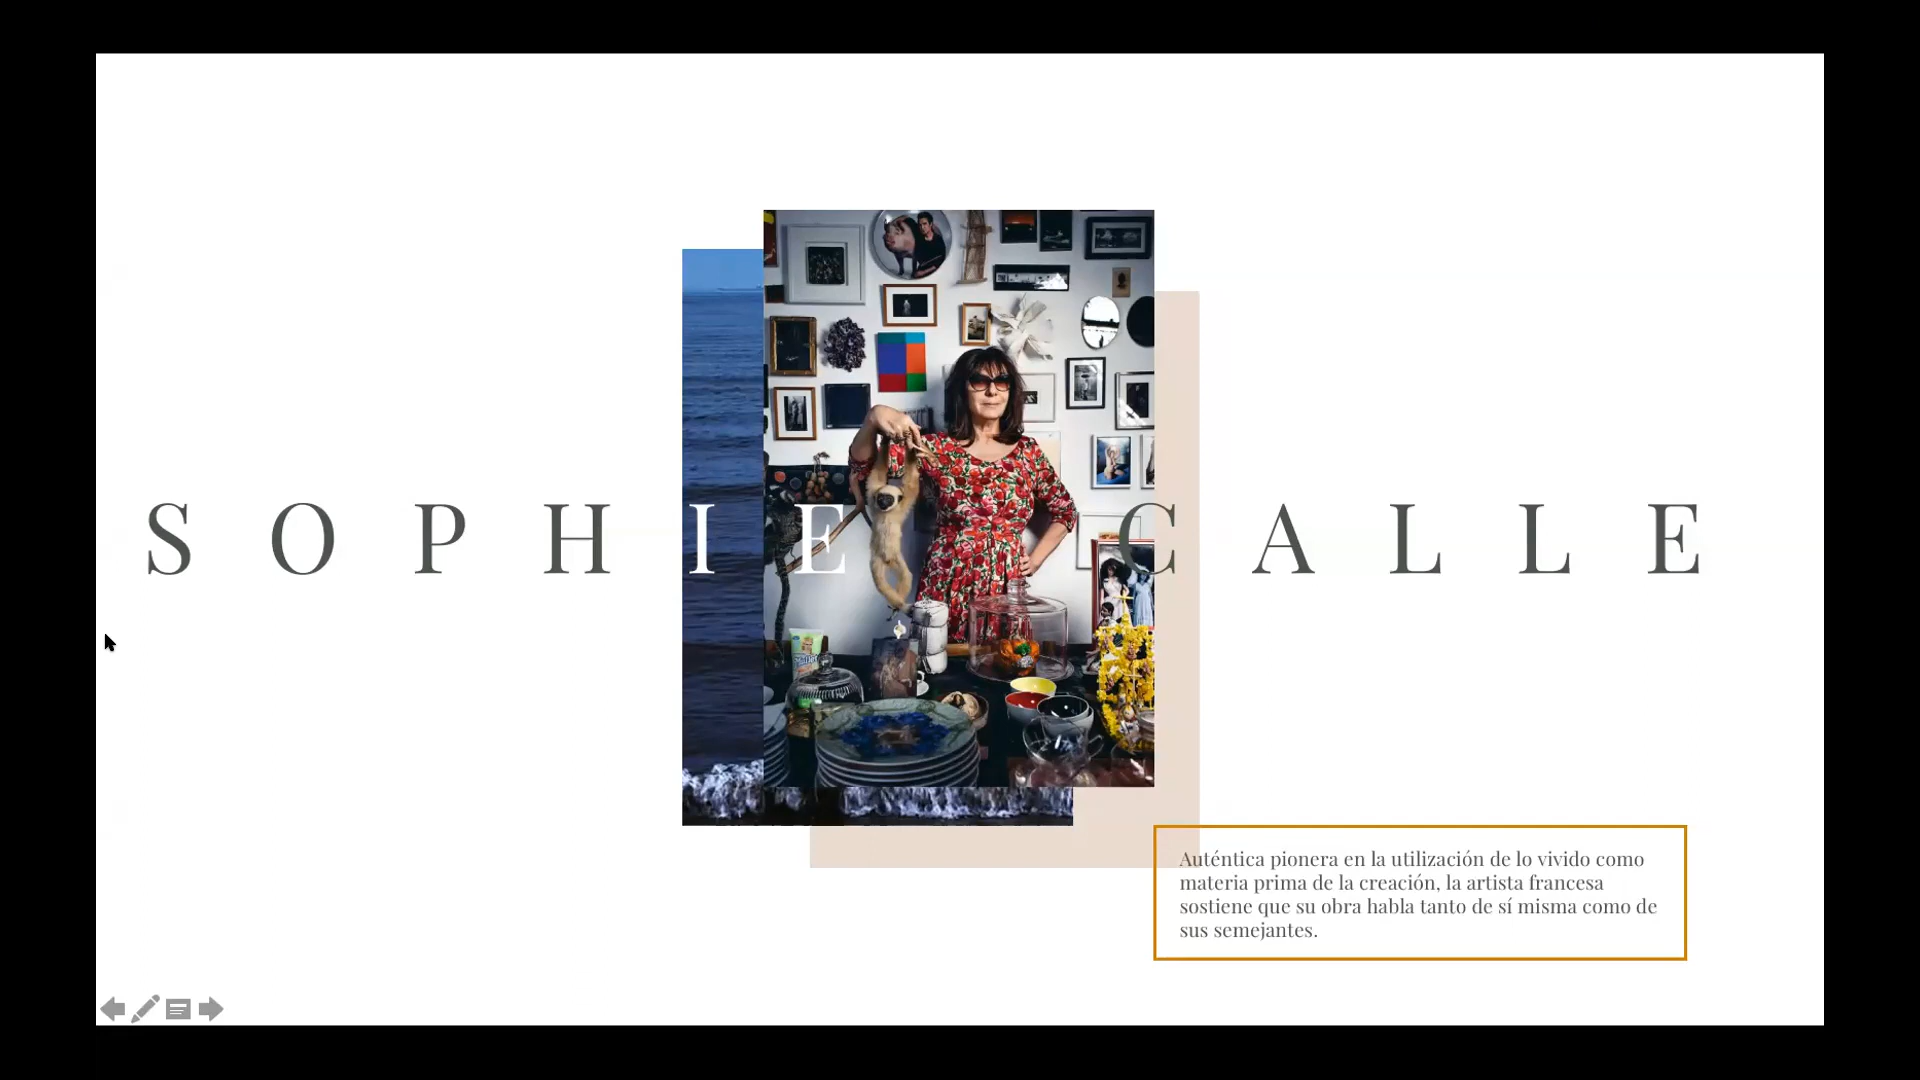 SOPHIE CALLE
Auténtica pionera en la utilización de lo vivido como
materia prima de la creación, la artista francesa
sostiene que su obra habla tanto de sí misma como de
sus semejantes.